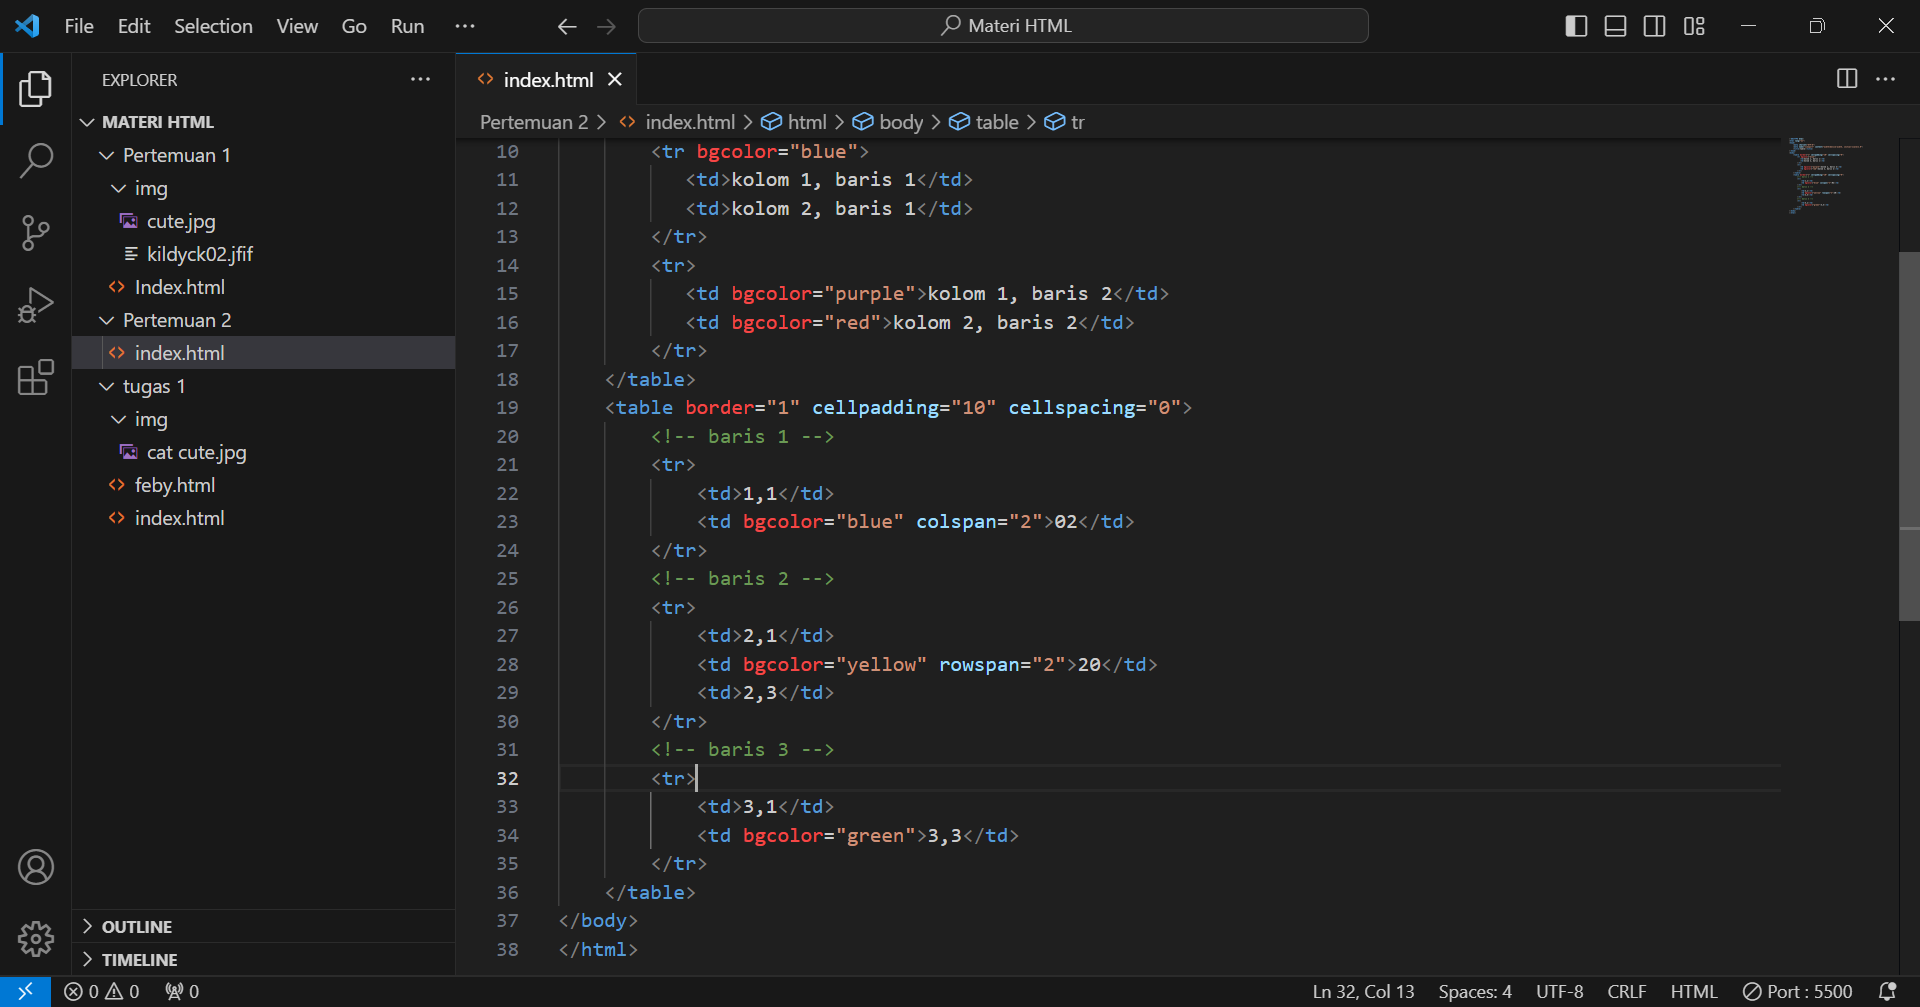 File Edit Selection View Go Run Materi HTML
EXPLORER
MATERI HTML
Pertemuan 1
img
cute.jpg
kildyck02.jfif
Index.html
Pertemuan 2
index.html
tugas 1
img
cat cute.jpg
feby.html
index.html
OUTLINE
TIMELINE
index.html
Pertemuan 2 > index.html > html > body > table > tr
10 <tr bgcolor="blue">
11 <td>kolom 1, baris 1</td>
12 <td>kolom 2, baris 1</td>
13 </tr>
14 <tr>
15 <td bgcolor="purple">kolom 1, baris 2</td>
16 <td bgcolor="red">kolom 2, baris 2</td>
17 </tr>
18 </table>
19 <table border="1" cellpadding="10" cellspacing="0">
20 <!-- baris 1 -->
21 <tr>
22 <td>1,1</td>
23 <td bgcolor="blue" colspan="2">02</td>
24 </tr>
25 <!-- baris 2 -->
26 <tr>
27 <td>2,1</td>
28 <td bgcolor="yellow" rowspan="2">20</td>
29 <td>2,3</td>
30 </tr>
31 <!-- baris 3 -->
32 <tr>
33 <td>3,1</td>
34 <td bgcolor="green">3,3</td>
35 </tr>
36 </table>
37 </body>
38 </html>
0 0 0 Ln 32, Col 13 Spaces: 4 UTF-8 CRLF HTML Port : 5500